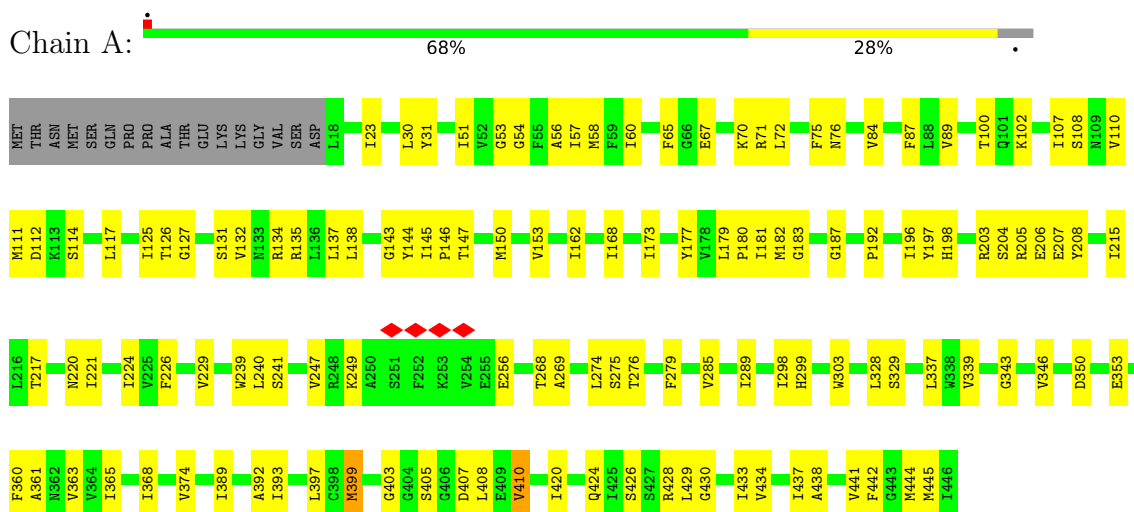 Chain A:
68% 28%
MET THR ASN MET SER GLN PRO PRO ALA THR GLU LYS LYS GLY VAL SER ASP L18 I23 L30 Y31 I51 V52 G53 G54 F55 A56 I57 M58 F59 I60 F65 G66 E67 K70 R71 L72 F75 N76 V84 F87 L88 V89 T100 Q101 K102 I107 S108 N109 V110
M111 D112 K113 S114 L117 I125 T126 G127 S131 V132 N133 R134 R135 L136 L137 L138 G143 Y144 I145 P146 T147 M150 V153 I162 I168 I173 Y177 V178 L179 P180 I181 M182 G183 G187 P192 I196 Y197 H198 R203 S204 R205 E206 E207 Y208 I215
L216 T217 N220 I221 I224 V225 F226 V229 W239 L240 S241 V247 R248 K249 A250 S251 F252 K253 V254 E255 E256 T268 A269 L274 S275 T276 F279 V285 I289 I298 H299 W303 L328 S329 L337 W338 V339 G343 V346 D350 E353
F360 A361 N362 V363 V364 I365 I368 V374 I389 A392 I393 L397 C398 M399 G403 G404 S405 G406 D407 L408 E409 V410 I420 Q424 I425 S426 S427 R428 L429 G430 I433 V434 I437 A438 V441 F442 G443 M444 M445 I446